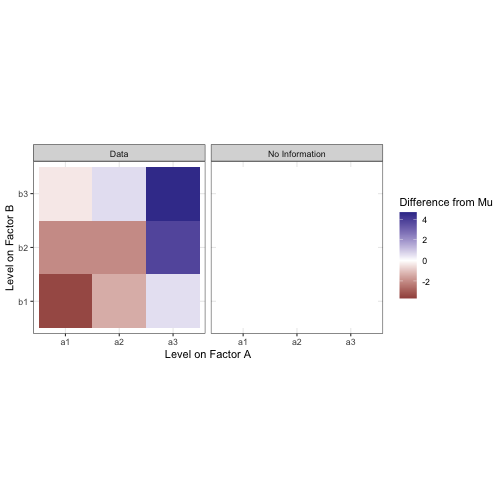 Data
No Information
Difference from Mu
4
2
0
-2
b3
b2
b1
Level on Factor B
a1
a2
a3
a1
a2
a3
Level on Factor A